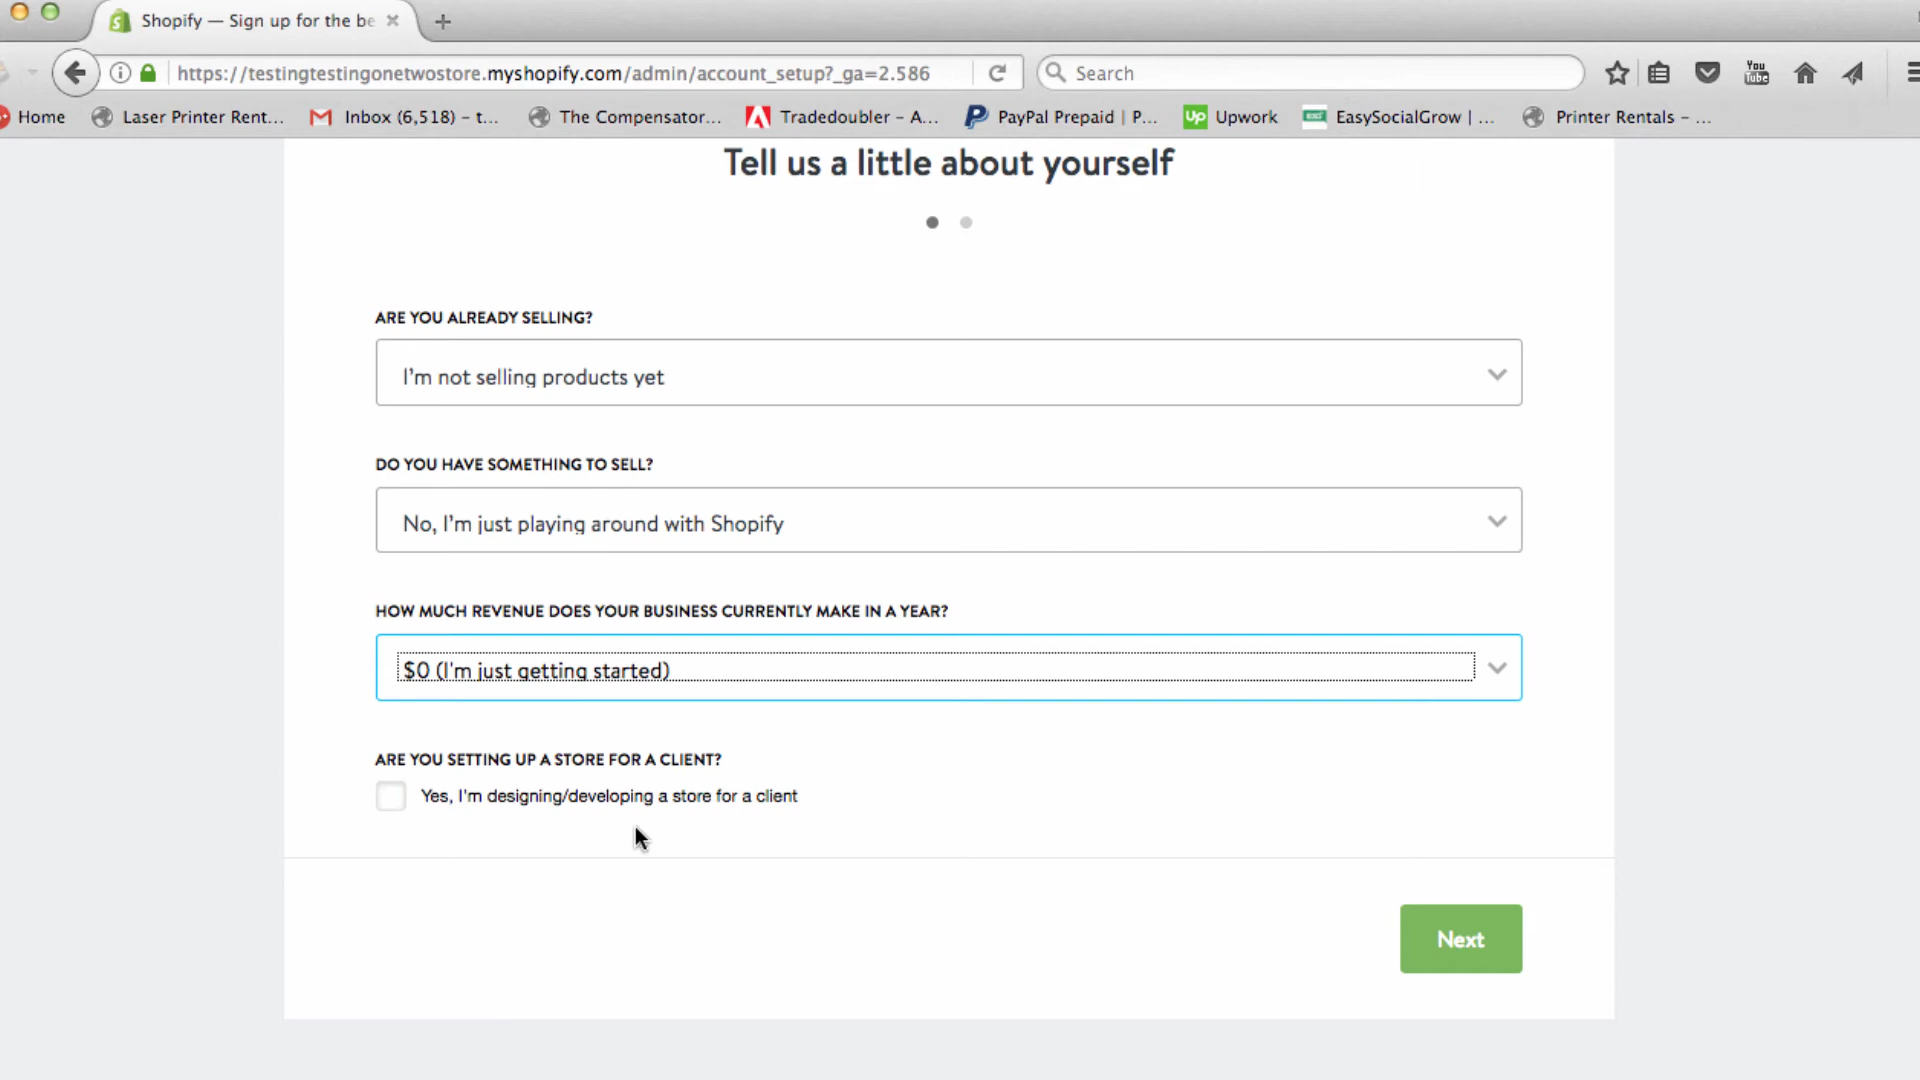 Shopify — Sign up for the be
https://testingtestingonetwostore.myshopify.com/admin/account_setup?_ga=2.586
Search
You Tube
Home
Laser Printer Rent...
Inbox (6,518) – t...
The Compensator...
Tradedoubler – A...
PayPal Prepaid | P...
Up
Upwork
EasySocialGrow | ...
Printer Rentals – ...
Tell us a little about yourself
ARE YOU ALREADY SELLING?
I'm not selling products yet
DO YOU HAVE SOMETHING TO SELL?
No, I'm just playing around with Shopify
HOW MUCH REVENUE DOES YOUR BUSINESS CURRENTLY MAKE IN A YEAR?
$0 (I'm just getting started)
ARE YOU SETTING UP A STORE FOR A CLIENT?
Yes, I'm designing/developing a store for a client
Next